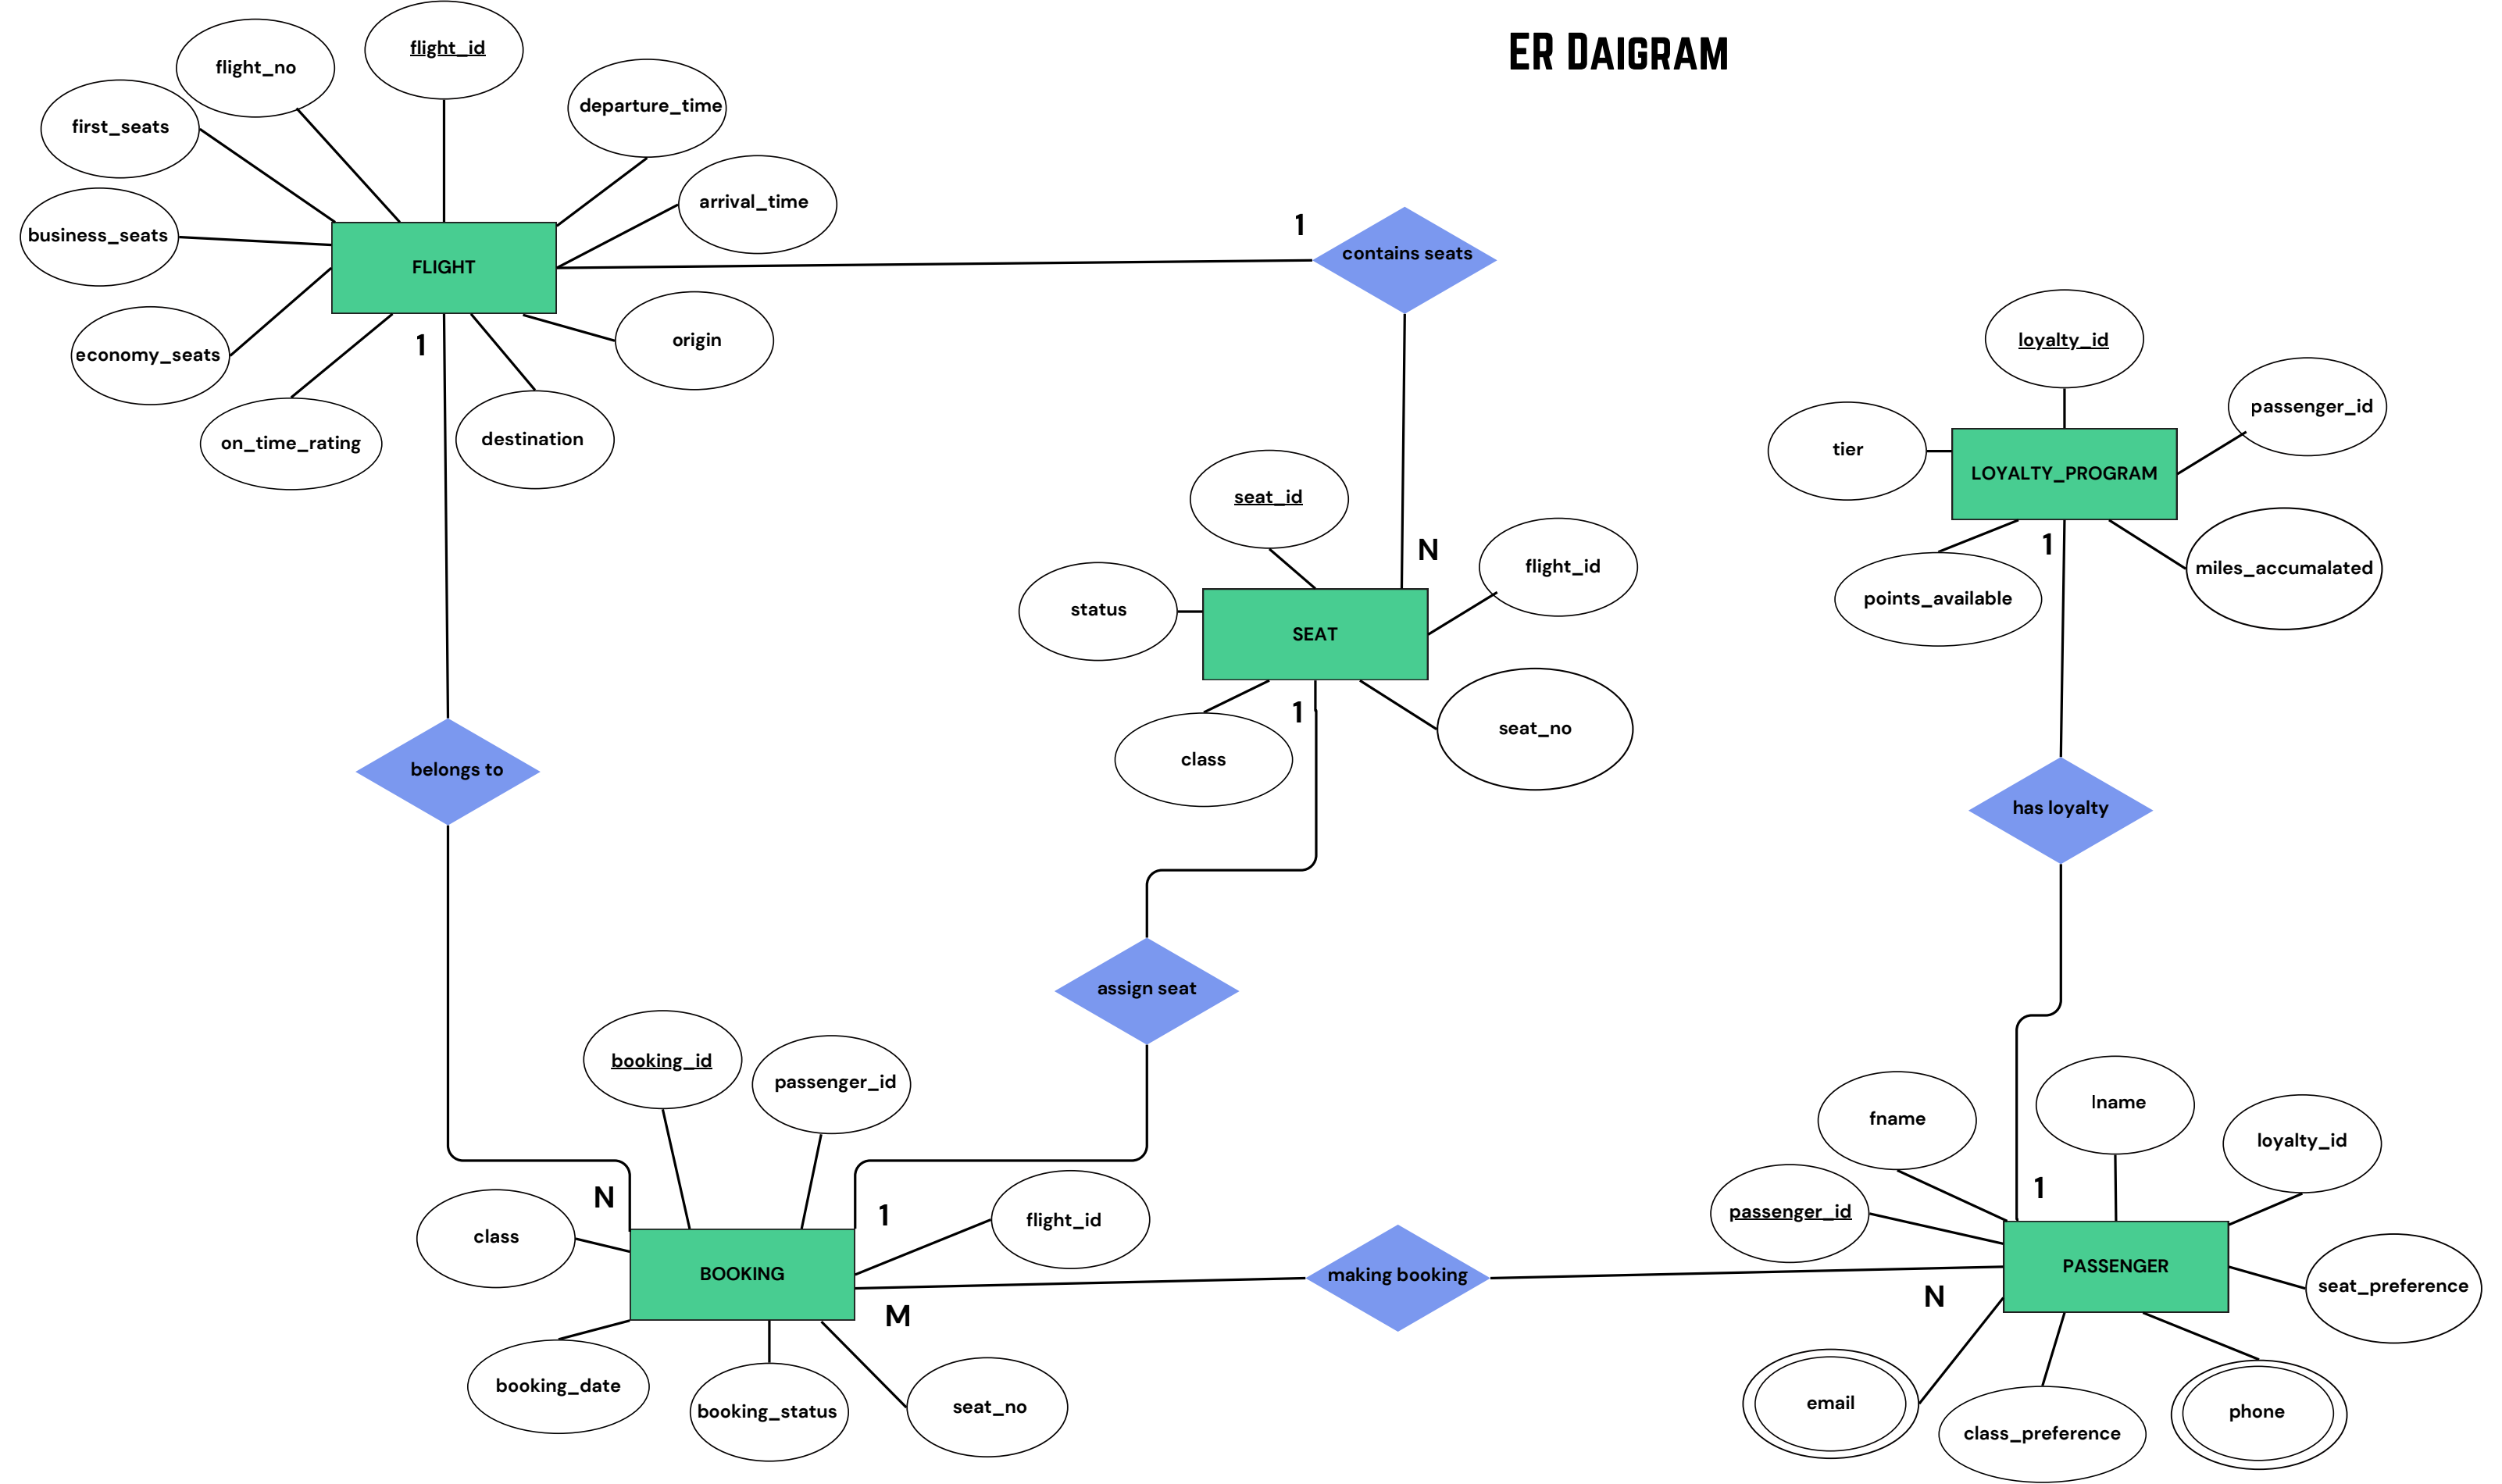 ER DAIGRAM
flight_id
flight_no
departure_time
first_seats
arrival_time
business_seats
FLIGHT
1
contains seats
origin
economy_seats
1
on_time_rating
destination
loyalty_id
passenger_id
tier
LOYALTY_PROGRAM
1
miles_accumalated
points_available
seat_id
N
flight_id
status
SEAT
1
seat_no
class
belongs to
has loyalty
assign seat
booking_id
passenger_id
N
class
1
flight_id
BOOKING
M
making booking
booking_date
booking_status
seat_no
fname
lname
loyalty_id
1
passenger_id
PASSENGER
N
seat_preference
email
class_preference
phone